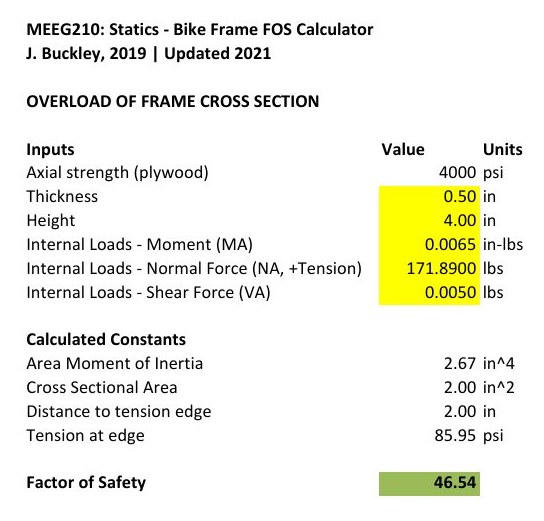 MEEG210: Statics - Bike Frame FOS Calculator
J. Buckley, 2019 | Updated 2021
OVERLOAD OF FRAME CROSS SECTION
Inputs Value Units
Axial strength (plywood) 4000 psi
Thickness 0.50 in
Height 4.00 in
Internal Loads - Moment (MA) 0.0065 in-lbs
Internal Loads - Normal Force (NA, +Tension) 171.8900 lbs
Internal Loads - Shear Force (VA) 0.0050 lbs
Calculated Constants
Area Moment of Inertia 2.67 in^4
Cross Sectional Area 2.00 in^2
Distance to tension edge 2.00 in
Tension at edge 85.95 psi
Factor of Safety 46.54